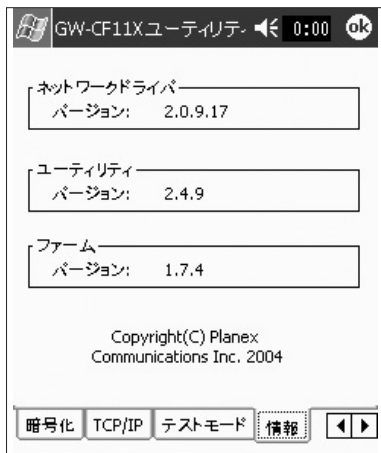 GW-CF11Xユーティリティ 0:00 ok
ネットワークドライバ
バージョン: 2.0.9.17
ユーティリティ
バージョン: 2.4.9
ファーム
バージョン: 1.7.4
Copyright(C) Planex
Communications Inc. 2004
暗号化 TCP/IP テストモード 情報